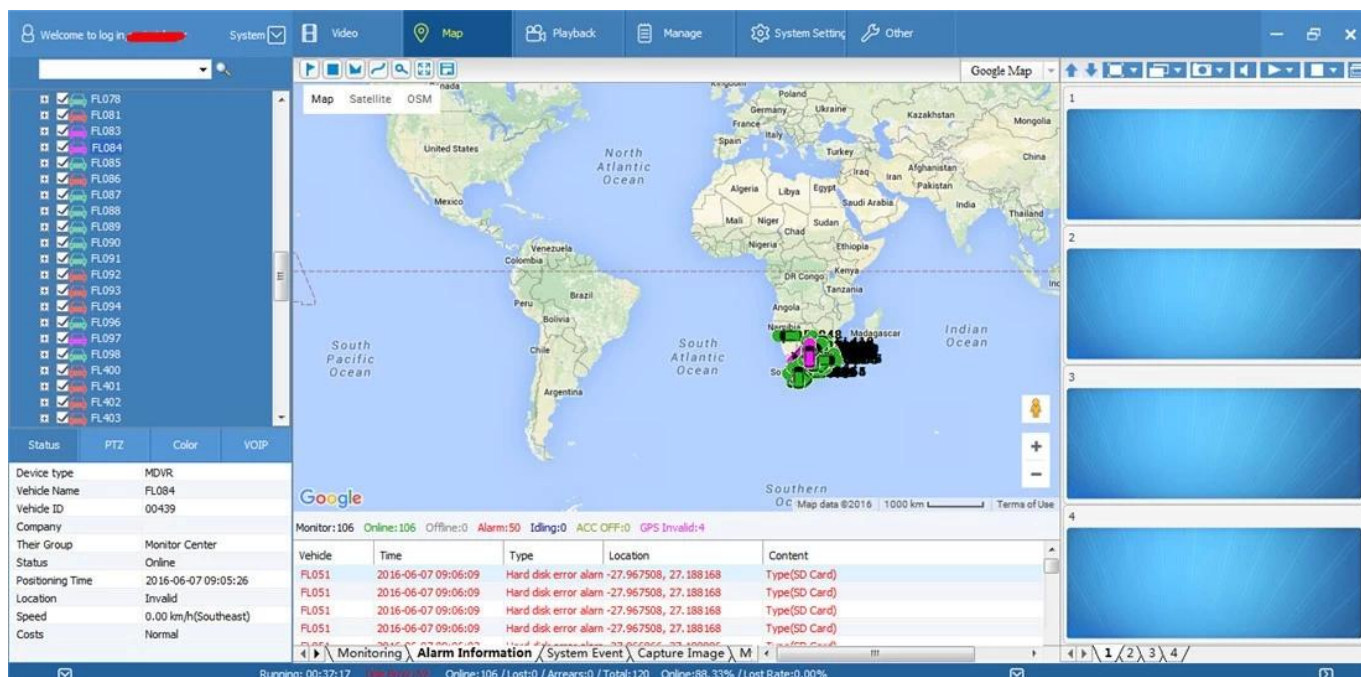 Welcome to log in
System
Video
Map
Playback
Manage
System Setting
Other
Google Map
Map Satellite OSM
FL078
FL081
FL083
FL084
FL085
FL086
FL087
FL088
FL089
FL090
FL091
FL092
FL093
FL094
FL096
FL097
FL098
FL400
FL401
FL402
FL403
Status PTZ Color VOIP
Device type MDVR
Vehicle Name FL084
Vehicle ID 00439
Company
Their Group Monitor Center
Status Online
Positioning Time 2016-06-07 09:05:26
Location Invalid
Speed 0.00 km/h(Southeast)
Costs Normal
United States
Mexico
North
Atlantic
Ocean
Venezuela
Colombia
Peru
Brazil
Bolivia
Chile
Argentina
South
Pacific
Ocean
South
Atlantic
Ocean
Poland
Germany
Ukraine
France
Kazakhstan
Mongolia
Spain
Italy
Turkey
China
Iraq
Iran
Afghanistan
Pakistan
Algeria
Libya
Egypt
Saudi Arabia
India
Thailand
Mali
Niger
Chad
Sudan
Nigeria
Ethiopia
DR Congo
Kenya
Tanzania
Angola
Namibia
Madagascar
Indian
Ocean
Southern
Google
Map data ©2016 1000 km Terms of Use
Monitor:106 Online:106 Offline:0 Alarm:50 Idling:0 ACC OFF:0 GPS Invalid:4
Vehicle Time Type Location Content
FL051 2016-06-07 09:06:09 Hard disk error alarm -27.967508, 27.188168 Type(SD Card)
FL051 2016-06-07 09:06:09 Hard disk error alarm -27.967508, 27.188168 Type(SD Card)
FL051 2016-06-07 09:06:09 Hard disk error alarm -27.967508, 27.188168 Type(SD Card)
FL051 2016-06-07 09:06:09 Hard disk error alarm -27.967508, 27.188168 Type(SD Card)
Monitoring Alarm Information System Event Capture Image M
1
2
3
4
1 2 3 4
Running: 00:37:17 Online:106 / Lost:0 / Arrears:0 / Total:120 Online:88.33% / Lost Rate:0.00%